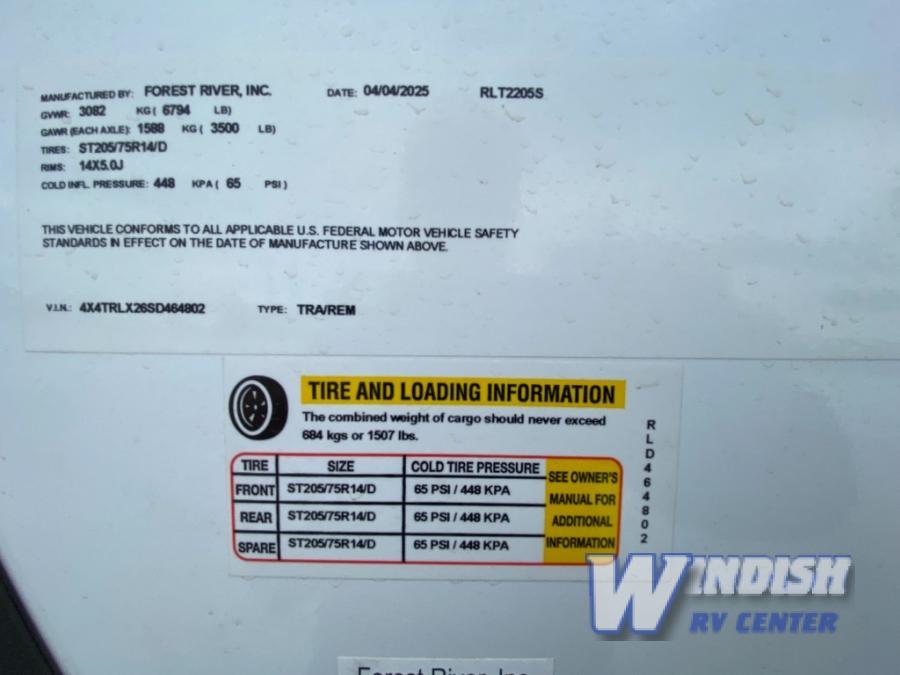 MANUFACTURED BY: FOREST RIVER, INC. DATE: 04/04/2025 RLT2205S
GVWR: 3082 KG ( 6794 LB)
GAWR (EACH AXLE): 1588 KG ( 3500 LB)
TIRES: ST205/75R14/D
RIMS: 14X5.0J
COLD INFL. PRESSURE: 448 KPA ( 65 PSI )
THIS VEHICLE CONFORMS TO ALL APPLICABLE U.S. FEDERAL MOTOR VEHICLE SAFETY
STANDARDS IN EFFECT ON THE DATE OF MANUFACTURE SHOWN ABOVE.
V.I.N.: 4X4TRLX26SD464802 TYPE: TRA/REM
TIRE AND LOADING INFORMATION
The combined weight of cargo should never exceed
684 kgs or 1507 lbs.
TIRE SIZE COLD TIRE PRESSURE
FRONT ST205/75R14/D 65 PSI / 448 KPA
REAR ST205/75R14/D 65 PSI / 448 KPA
SPARE ST205/75R14/D 65 PSI / 448 KPA
SEE OWNER'S
MANUAL FOR
ADDITIONAL
INFORMATION
RLD464802
WINDISH
RV CENTER
Forest River, Inc.